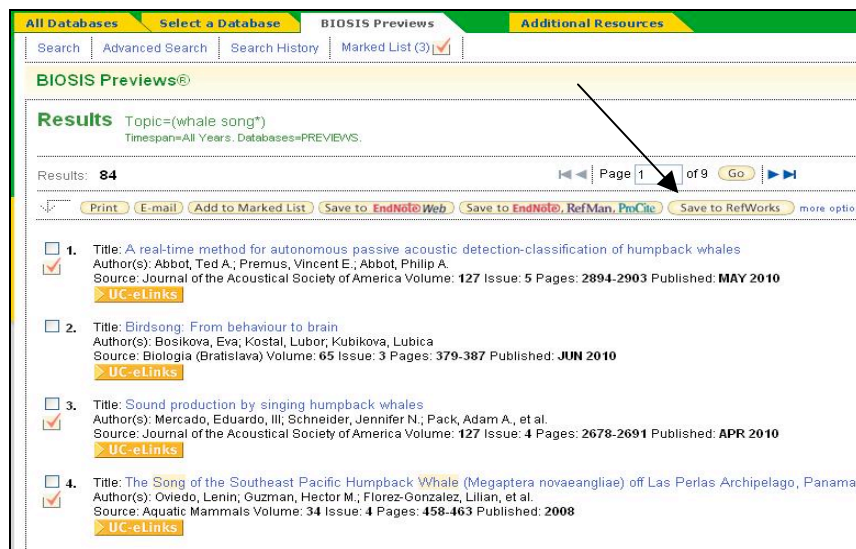 All Databases Select a Database BIOSIS Previews Additional Resources
Search Advanced Search Search History Marked List (3)
BIOSIS Previews®
Results Topic=(whale song*)
Timespan=All Years. Databases=PREVIEWS.
Results: 84 Page 1 of 9 Go
Print E-mail Add to Marked List Save to EndNote Web Save to EndNote, RefMan, ProCite Save to RefWorks more optio
1. Title: A real-time method for autonomous passive acoustic detection-classification of humpback whales
Author(s): Abbot, Ted A.; Premus, Vincent E.; Abbot, Philip A.
Source: Journal of the Acoustical Society of America Volume: 127 Issue: 5 Pages: 2894-2903 Published: MAY 2010
UC-eLinks
2. Title: Birdsong: From behaviour to brain
Author(s): Bosikova, Eva; Kostal, Lubor; Kubikova, Lubica
Source: Biologia (Bratislava) Volume: 65 Issue: 3 Pages: 379-387 Published: JUN 2010
UC-eLinks
3. Title: Sound production by singing humpback whales
Author(s): Mercado, Eduardo, III; Schneider, Jennifer N.; Pack, Adam A., et al.
Source: Journal of the Acoustical Society of America Volume: 127 Issue: 4 Pages: 2678-2691 Published: APR 2010
UC-eLinks
4. Title: The Song of the Southeast Pacific Humpback Whale (Megaptera novaeangliae) off Las Perlas Archipelago, Panama
Author(s): Oviedo, Lenin; Guzman, Hector M.; Florez-Gonzalez, Lilian, et al.
Source: Aquatic Mammals Volume: 34 Issue: 4 Pages: 458-463 Published: 2008
UC-eLinks